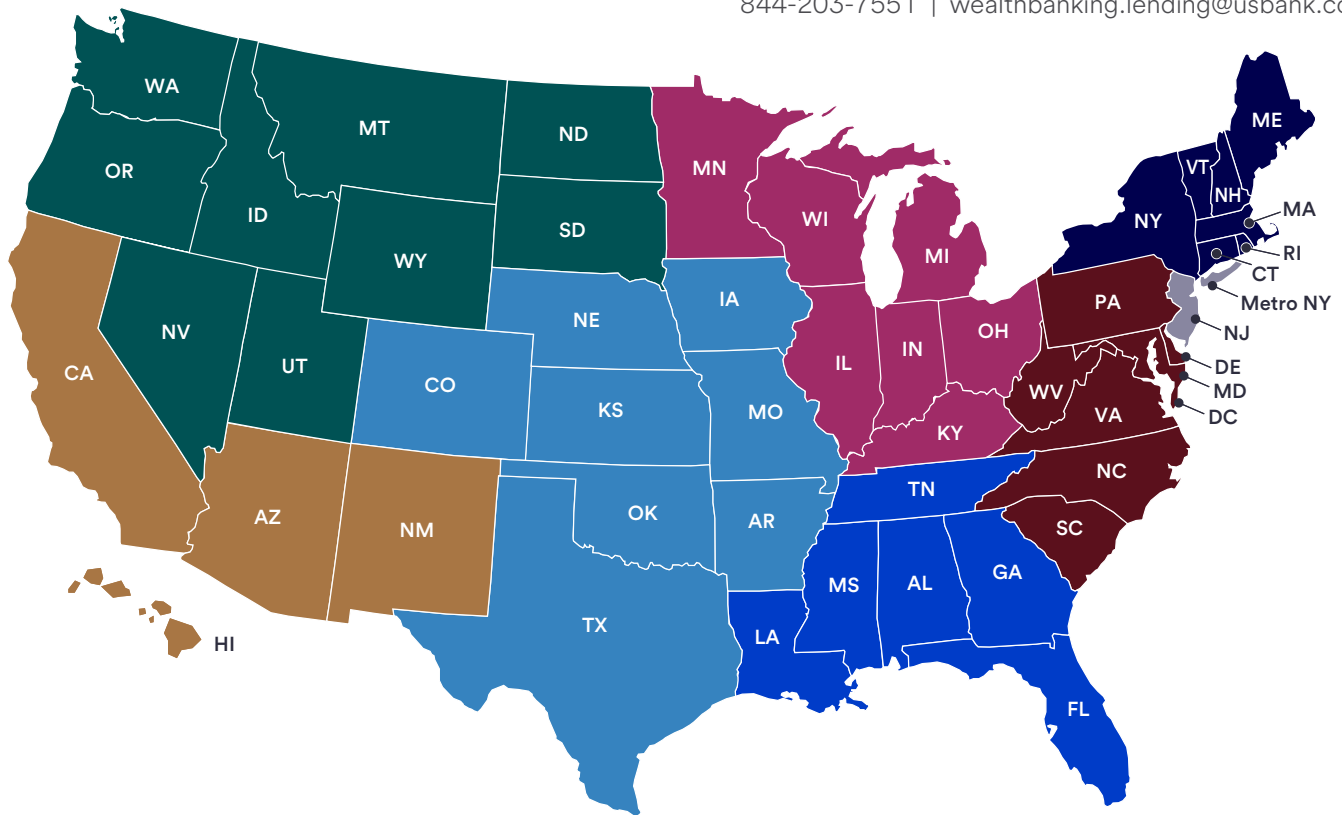 844-203-7551 | wealthbanking.lending@usbank.co
WA
MT
ND
MN
ME
OR
ID
SD
WI
MI
VT
NH
NY
MA
RI
CT
Metro NY
WY
NE
IA
PA
NJ
NV
UT
CO
KS
MO
IL
IN
OH
DE
MD
DC
CA
WV
VA
KY
NC
AZ
NM
OK
AR
TN
SC
MS
AL
GA
TX
LA
HI
FL